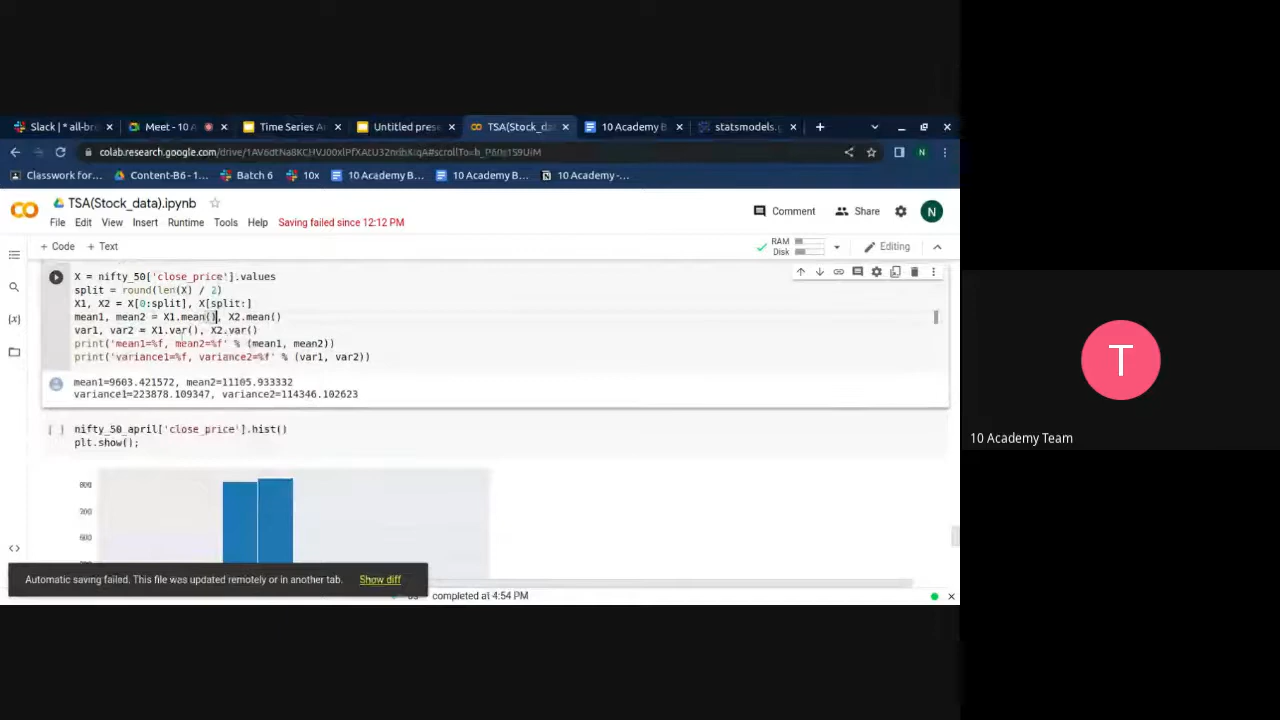 Slack | * all-bro
Meet - 10 A
Time Series A
Untitled prese
TSA(Stock_da
10 Academy B
statsmodels.
colab.research.google.com
Classwork for...
Content-B6 - 1...
Batch 6
10x
10 Academy B...
10 Academy B...
10 Academy -...
TSA(Stock_data).ipynb
File Edit View Insert Runtime Tools Help Saving failed since 12:12 PM
Comment Share N
+ Code + Text
RAM
Disk
Editing
X = nifty_50['close_price'].values
split = round(len(X) / 2)
X1, X2 = X[0:split], X[split:]
mean1, mean2 = X1.mean(), X2.mean()
var1, var2 = X1.var(), X2.var()
print('mean1=%f, mean2=%f' % (mean1, mean2))
print('variance1=%f, variance2=%f' % (var1, var2))
mean1=9603.421572, mean2=11105.933332
variance1=223878.109347, variance2=114346.102623
[ ] nifty_50_april['close_price'].hist()
plt.show();
800
700
600
Automatic saving failed. This file was updated remotely or in another tab. Show diff
completed at 4:54 PM
T
10 Academy Team